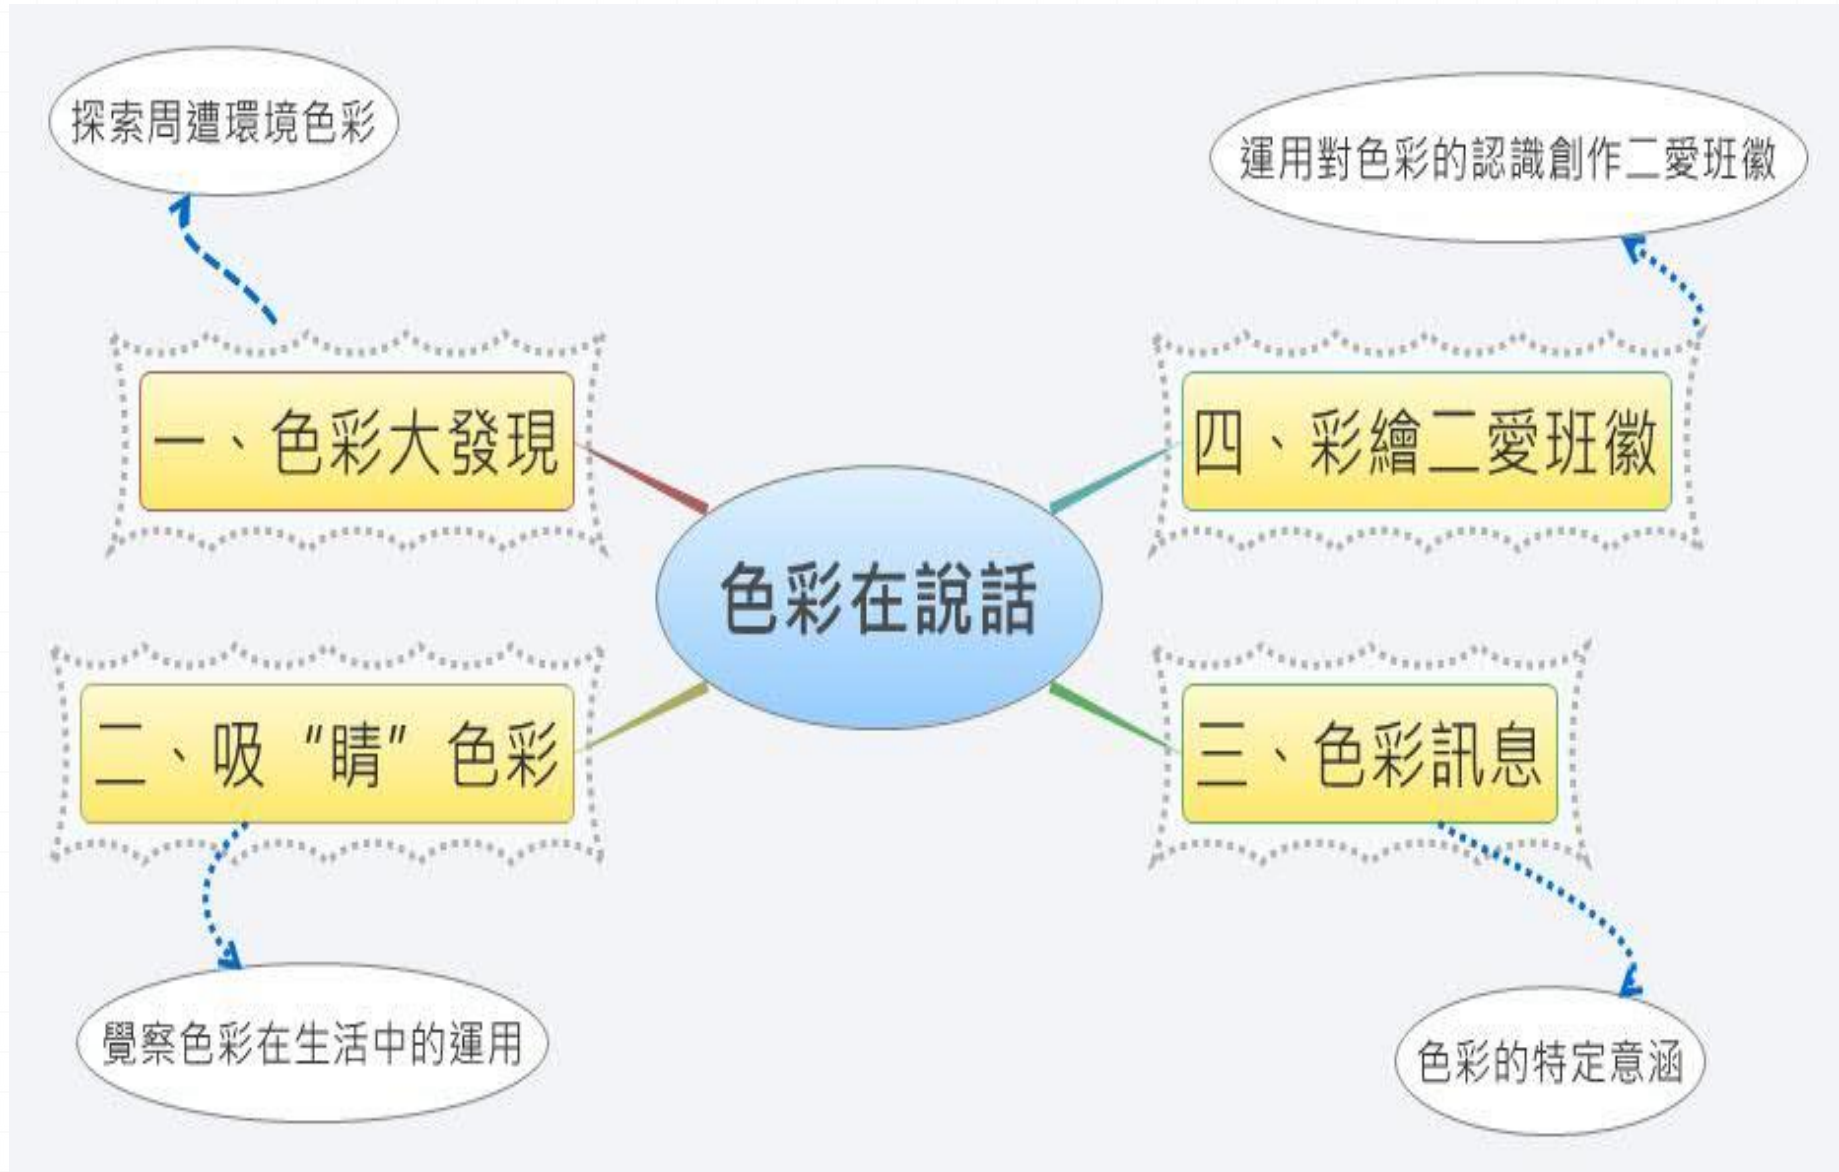 探索周遭環境色彩
運用對色彩的認識創作二愛班徽
一、色彩大發現
四、彩繪二愛班徽
色彩在說話
二、吸“睛”色彩
三、色彩訊息
覺察色彩在生活中的運用
色彩的特定意涵